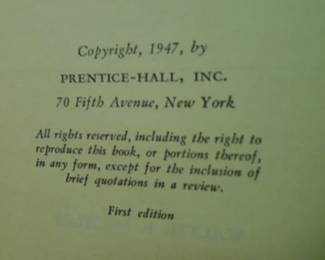 Copyright, 1947, by
PRENTICE-HALL, INC.
70 Fifth Avenue, New York
All rights reserved, including the right to
reproduce this book, or portions thereof,
in any form, except for the inclusion of
brief quotations in a review.
First edition